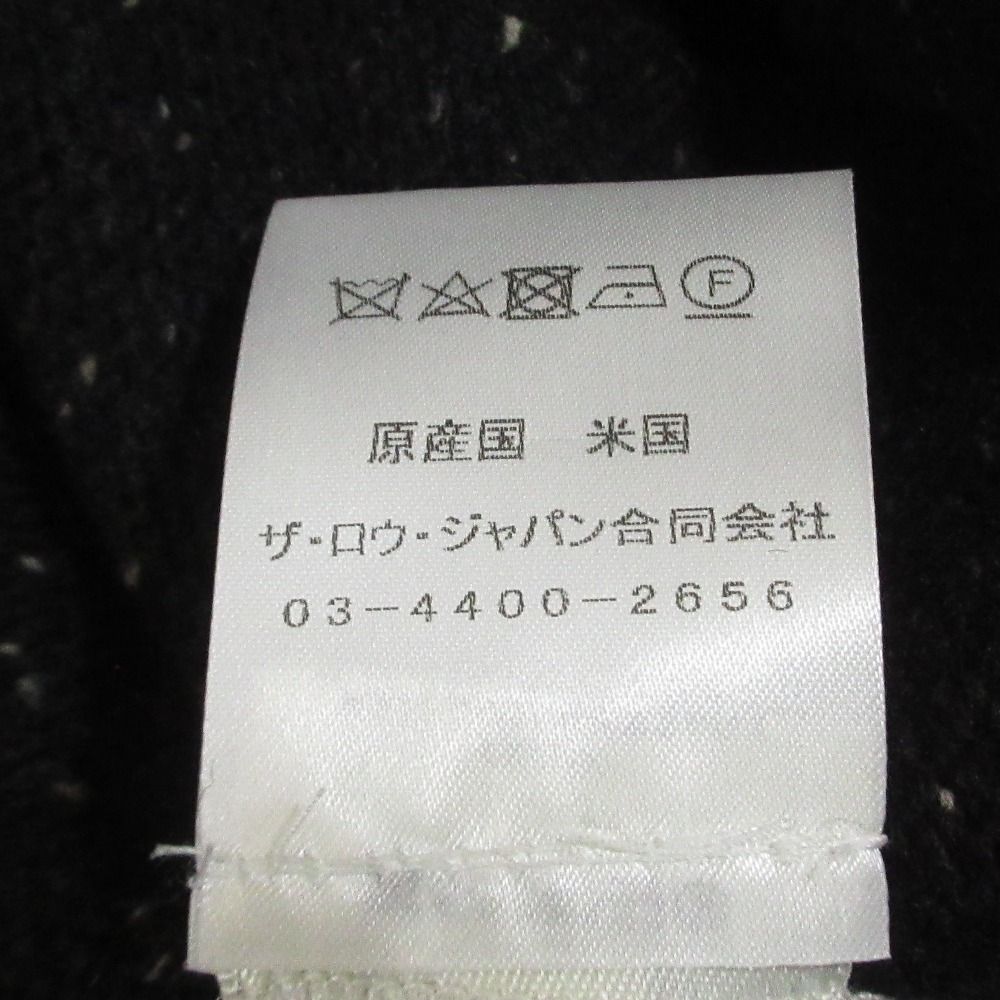 F
原産国　米国
ザ・ロウ・ジャパン合同会社
03-4400-2656